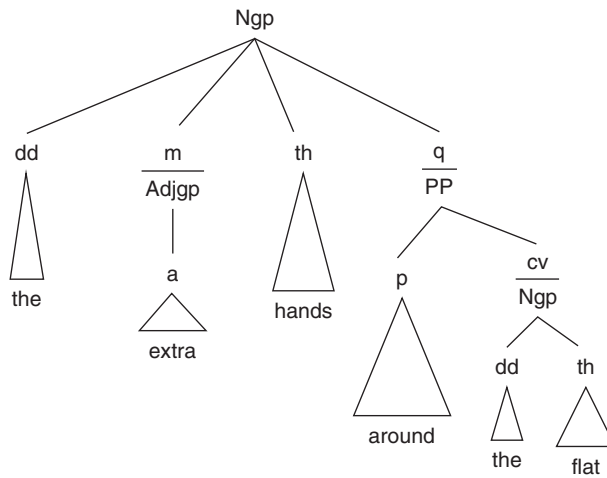 Ngp
dd m th q
Adjgp PP
a p cv
Ngp
the hands dd th
extra
around the flat